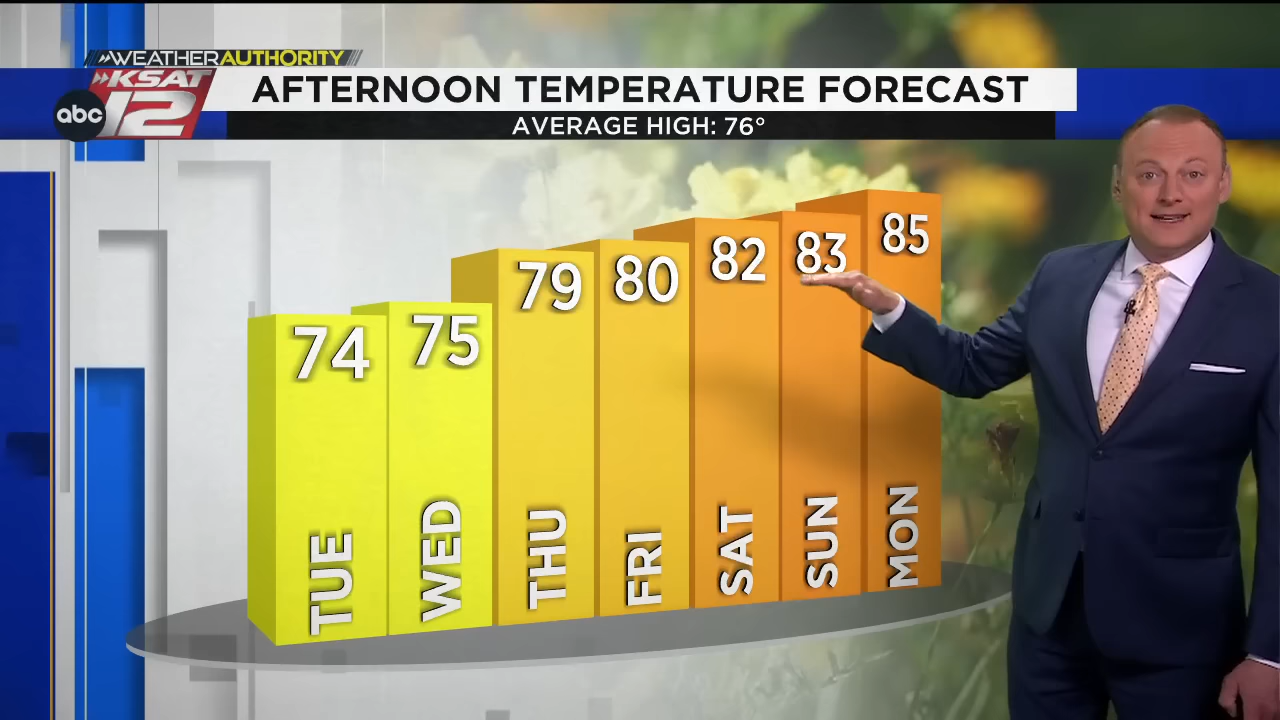 WEATHERAUTHORITY
KSAT
abc 12
AFTERNOON TEMPERATURE FORECAST
AVERAGE HIGH: 76°
74 75 79 80 82 83 85
TUE WED THU FRI SAT SUN MON